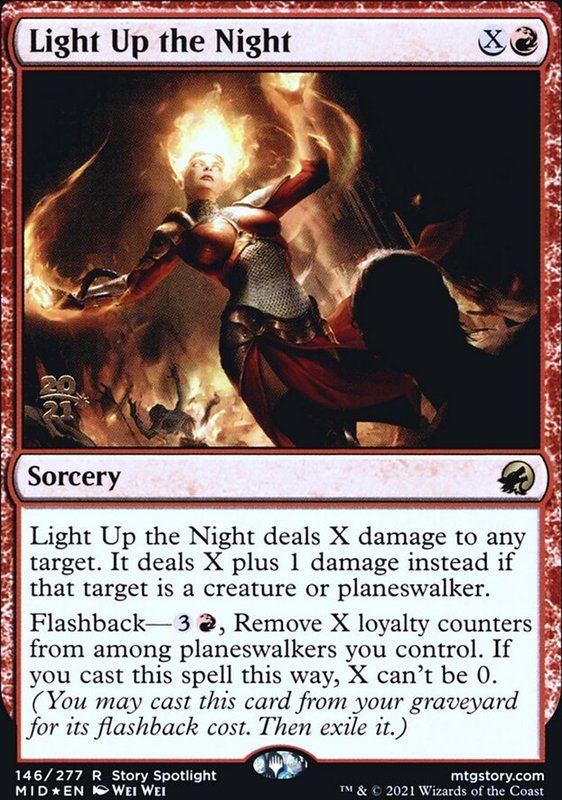 Light Up the Night X
20
21
Sorcery
Light Up the Night deals X damage to any
target. It deals X plus 1 damage instead if
that target is a creature or planeswalker.
Flashback—3, Remove X loyalty counters
from among planeswalkers you control. If
you cast this spell this way, X can't be 0.
(You may cast this card from your graveyard
for its flashback cost. Then exile it.)
146/277 R Story Spotlight mtgstory.com
MID★EN Wei Wei ™ & © 2021 Wizards of the Coast